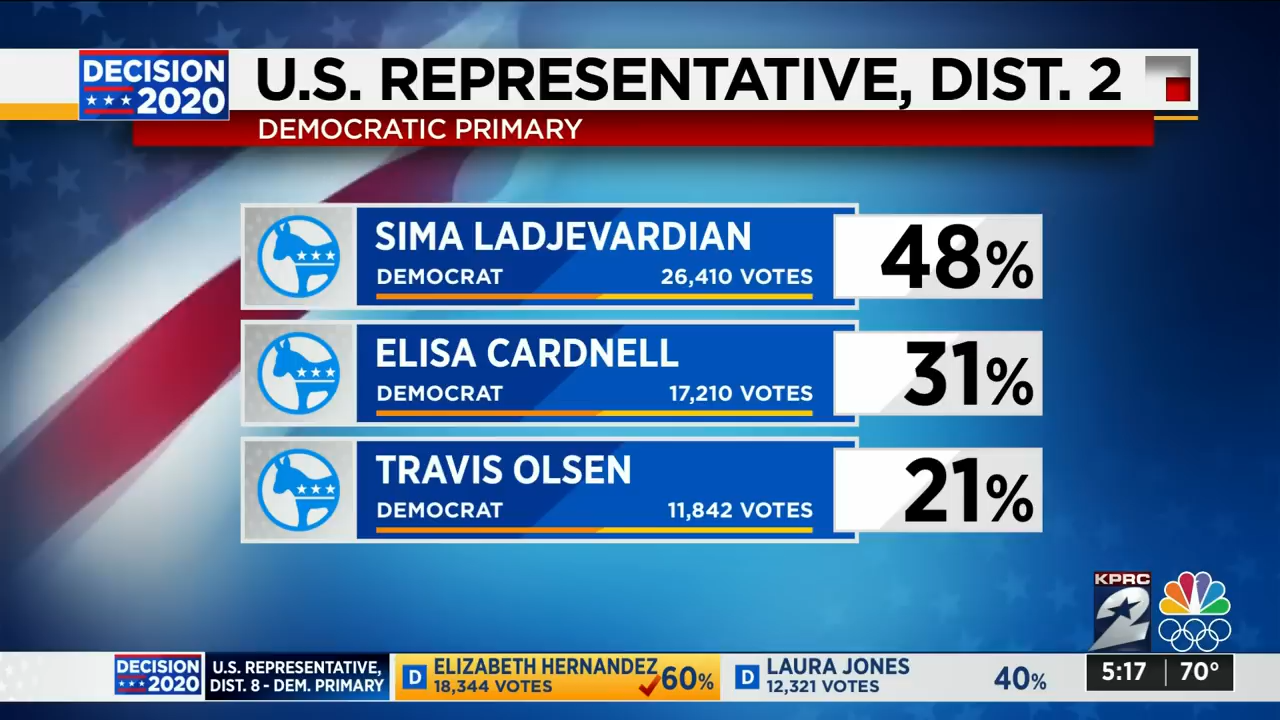 DECISION
2020
U.S. REPRESENTATIVE, DIST. 2
DEMOCRATIC PRIMARY
SIMA LADJEVARDIAN
DEMOCRAT 26,410 VOTES
48%
ELISA CARDNELL
DEMOCRAT 17,210 VOTES
31%
TRAVIS OLSEN
DEMOCRAT 11,842 VOTES
21%
KPRC
2
DECISION
2020
U.S. REPRESENTATIVE,
DIST. 8 - DEM. PRIMARY
D ELIZABETH HERNANDEZ
18,344 VOTES
60%
D LAURA JONES
12,321 VOTES
40%
5:17 70°